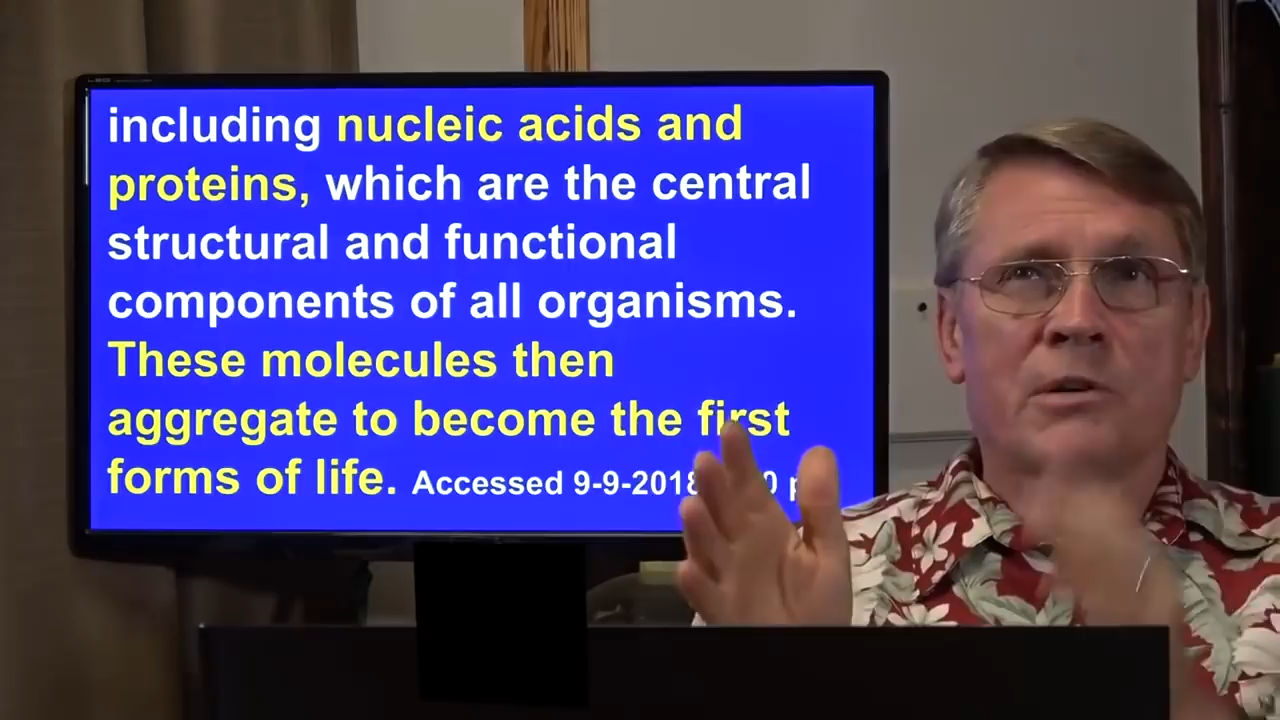 including nucleic acids and
proteins, which are the central
structural and functional
components of all organisms.
These molecules then
aggregate to become the first
forms of life. Accessed 9-9-2018